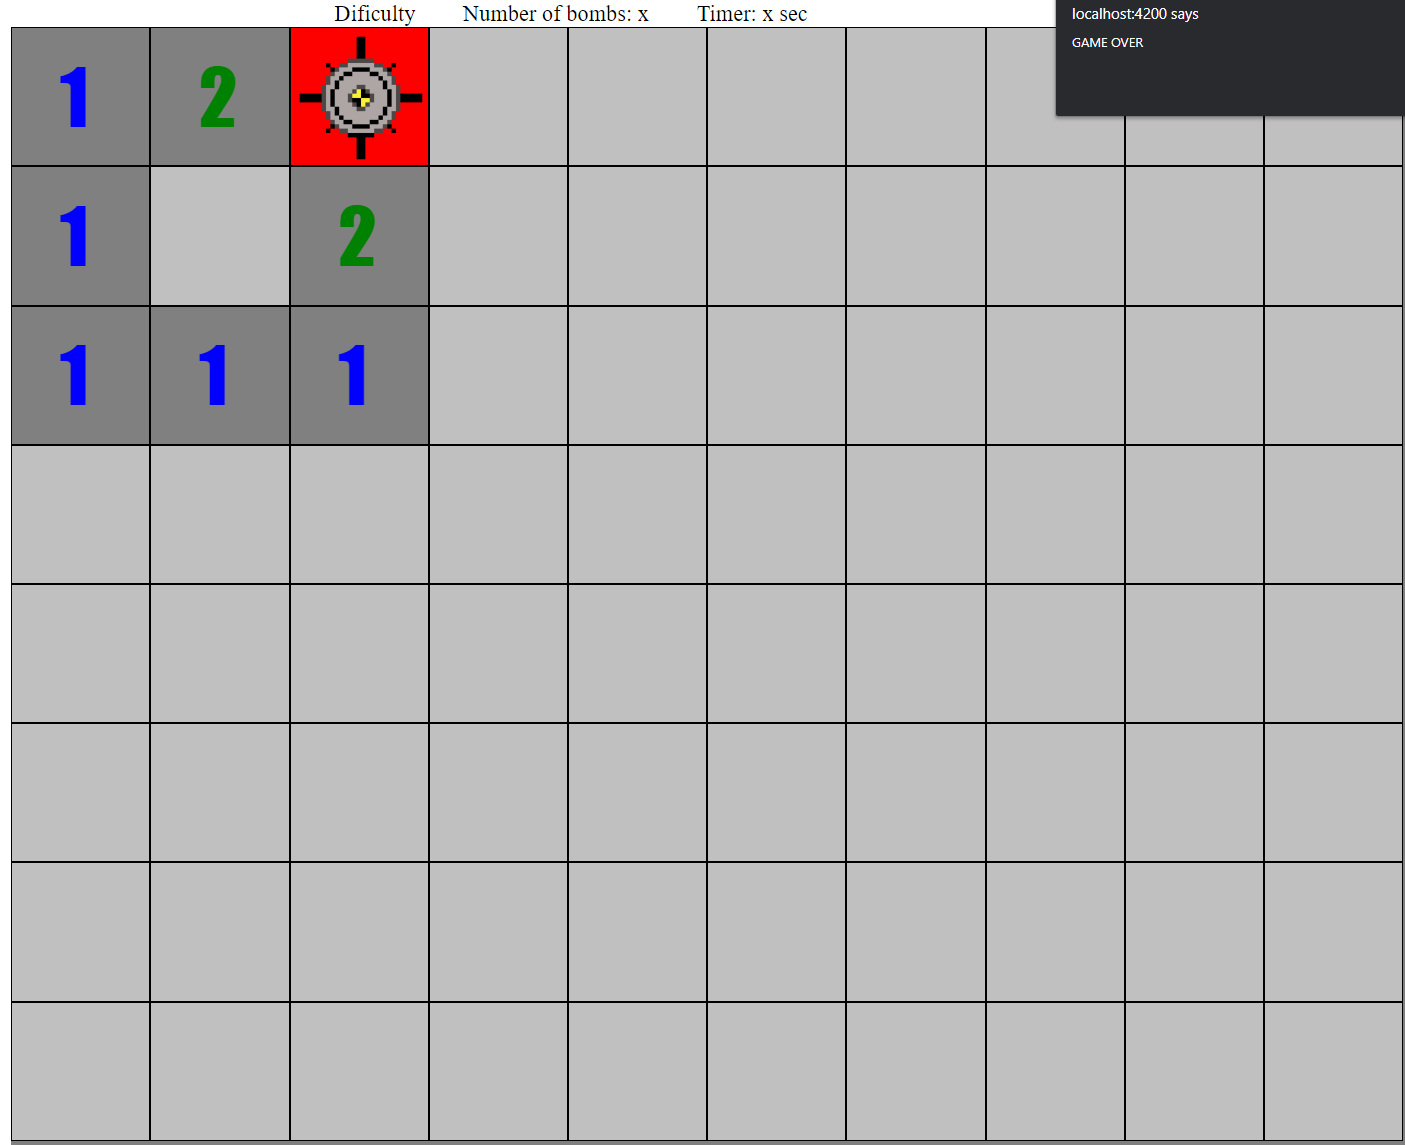 Dificulty Number of bombs: x Timer: x sec
localhost:4200 says
GAME OVER
1 2
1 2
1 1 1